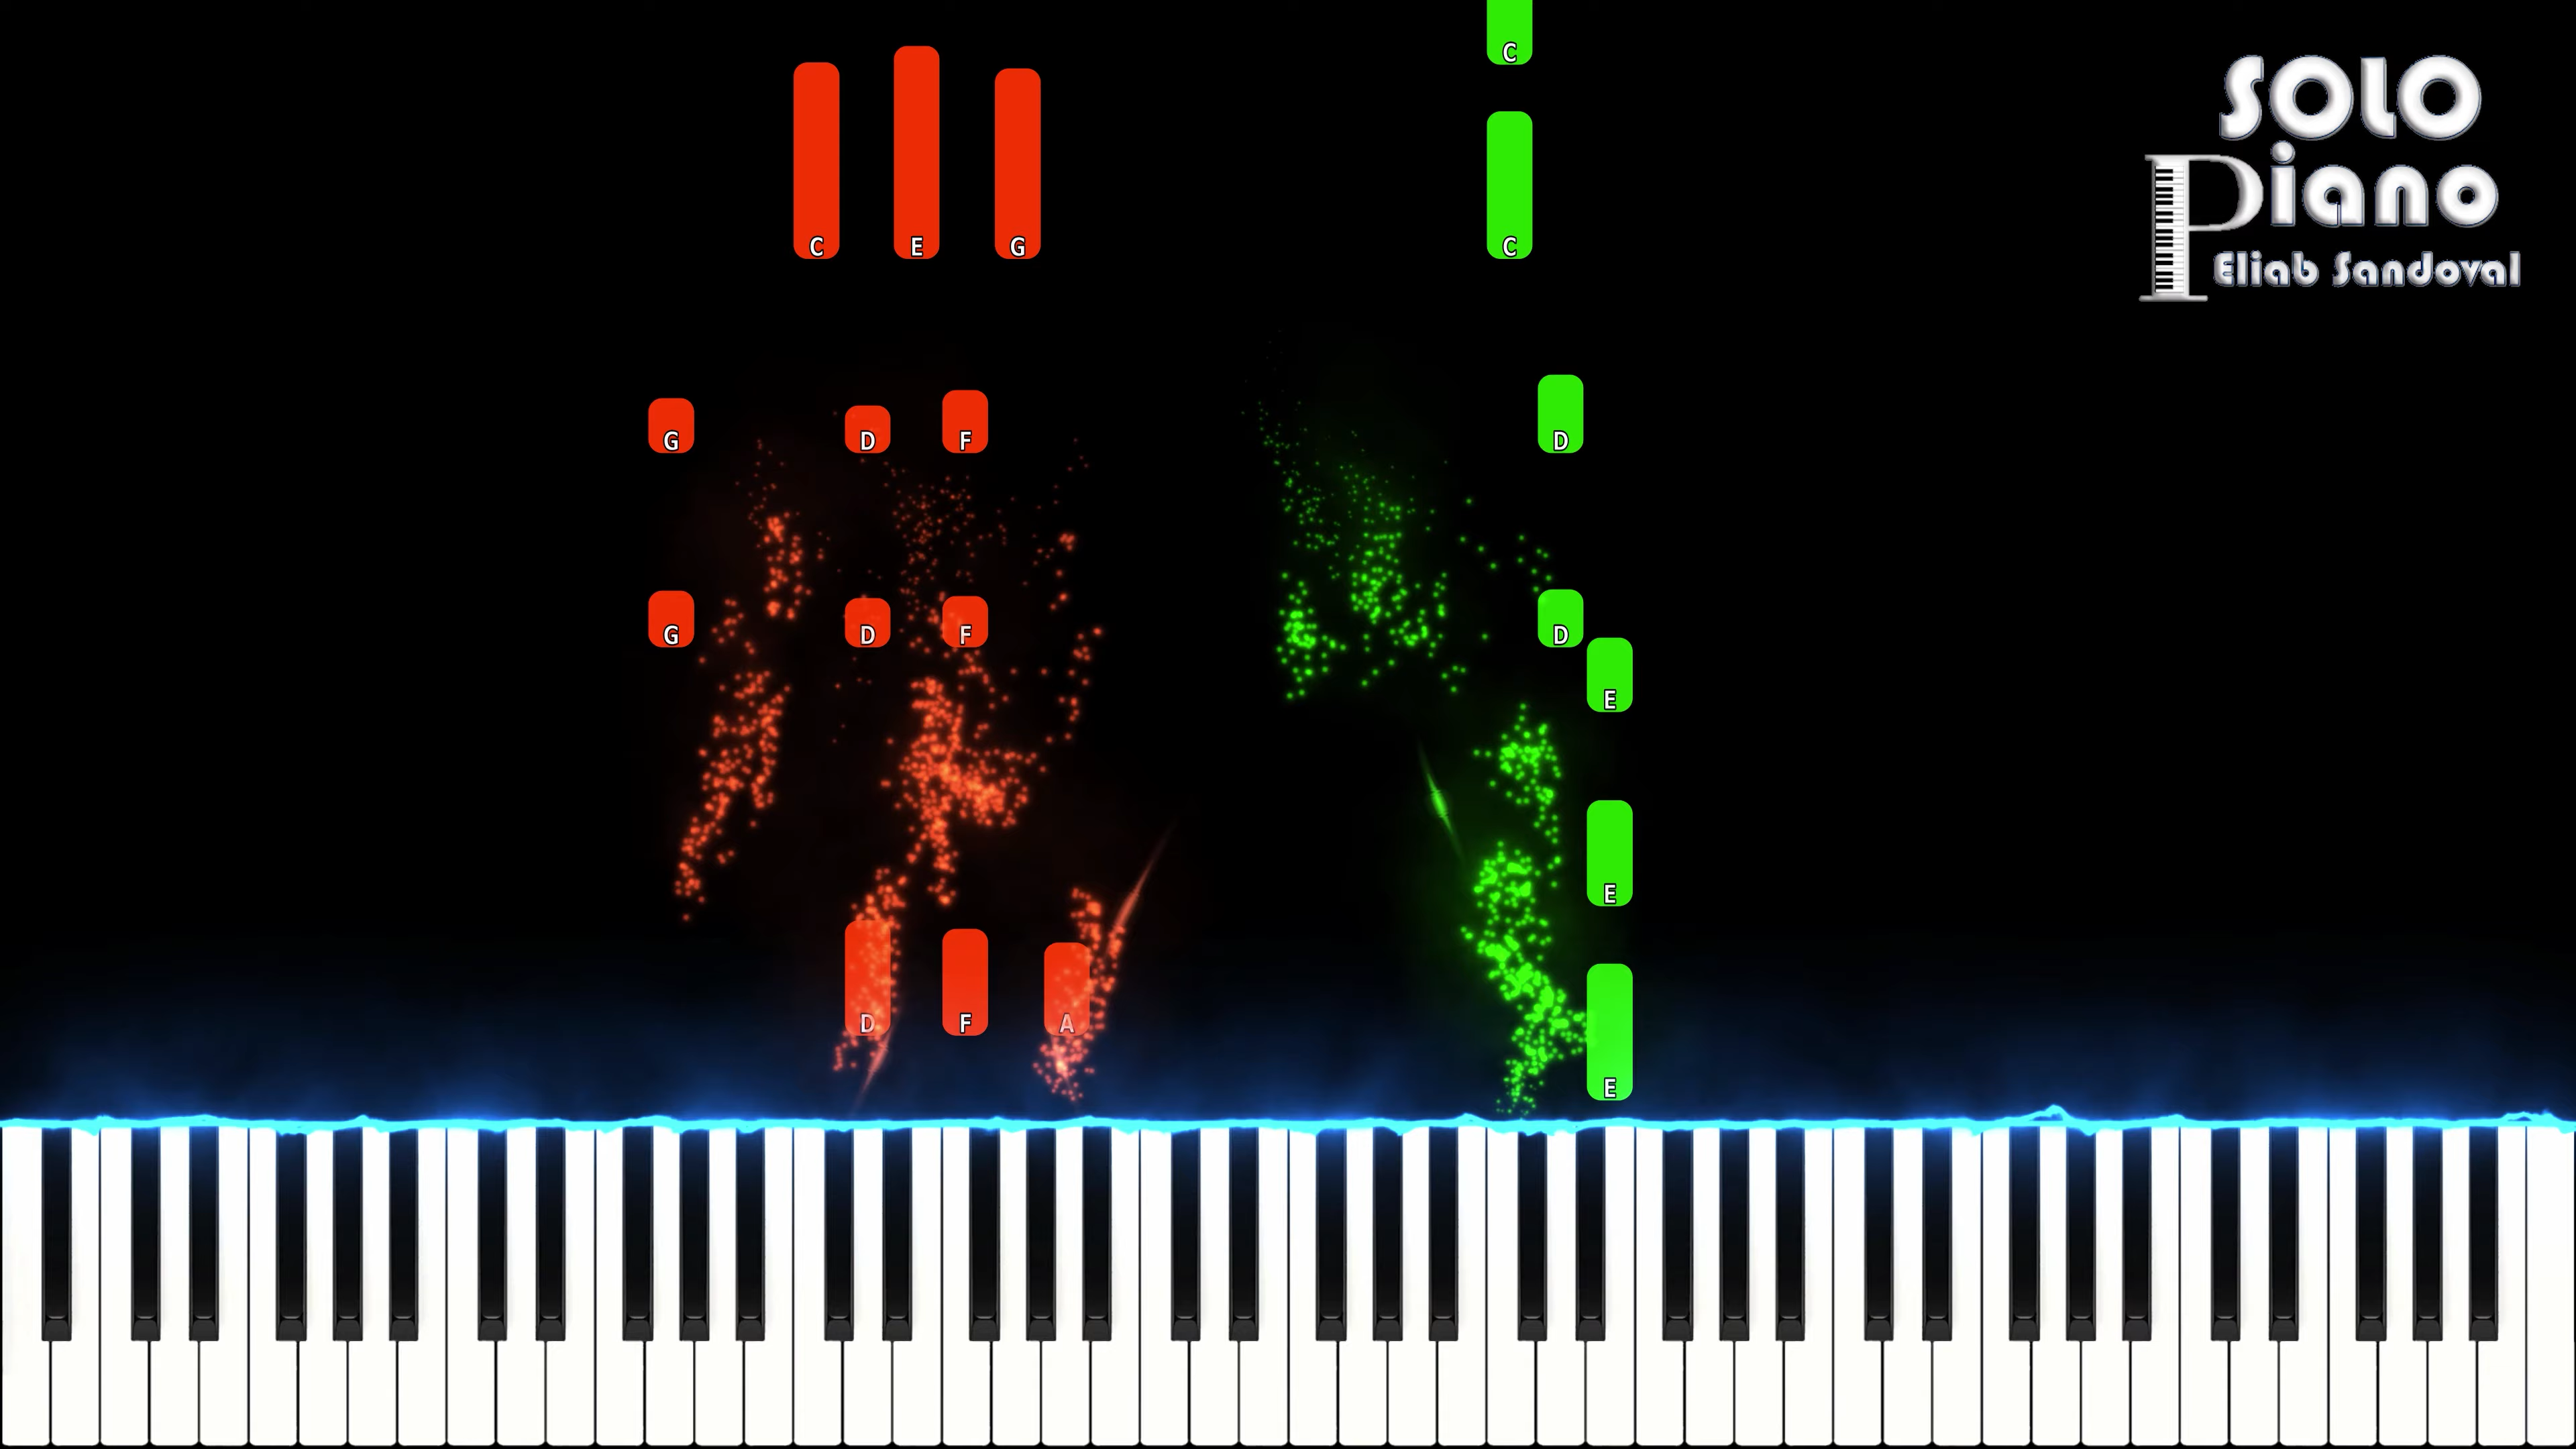 C
SOLO
Piano
Eliab Sandoval
C E G C
G D F D
G D F D
E
E
D F A
E